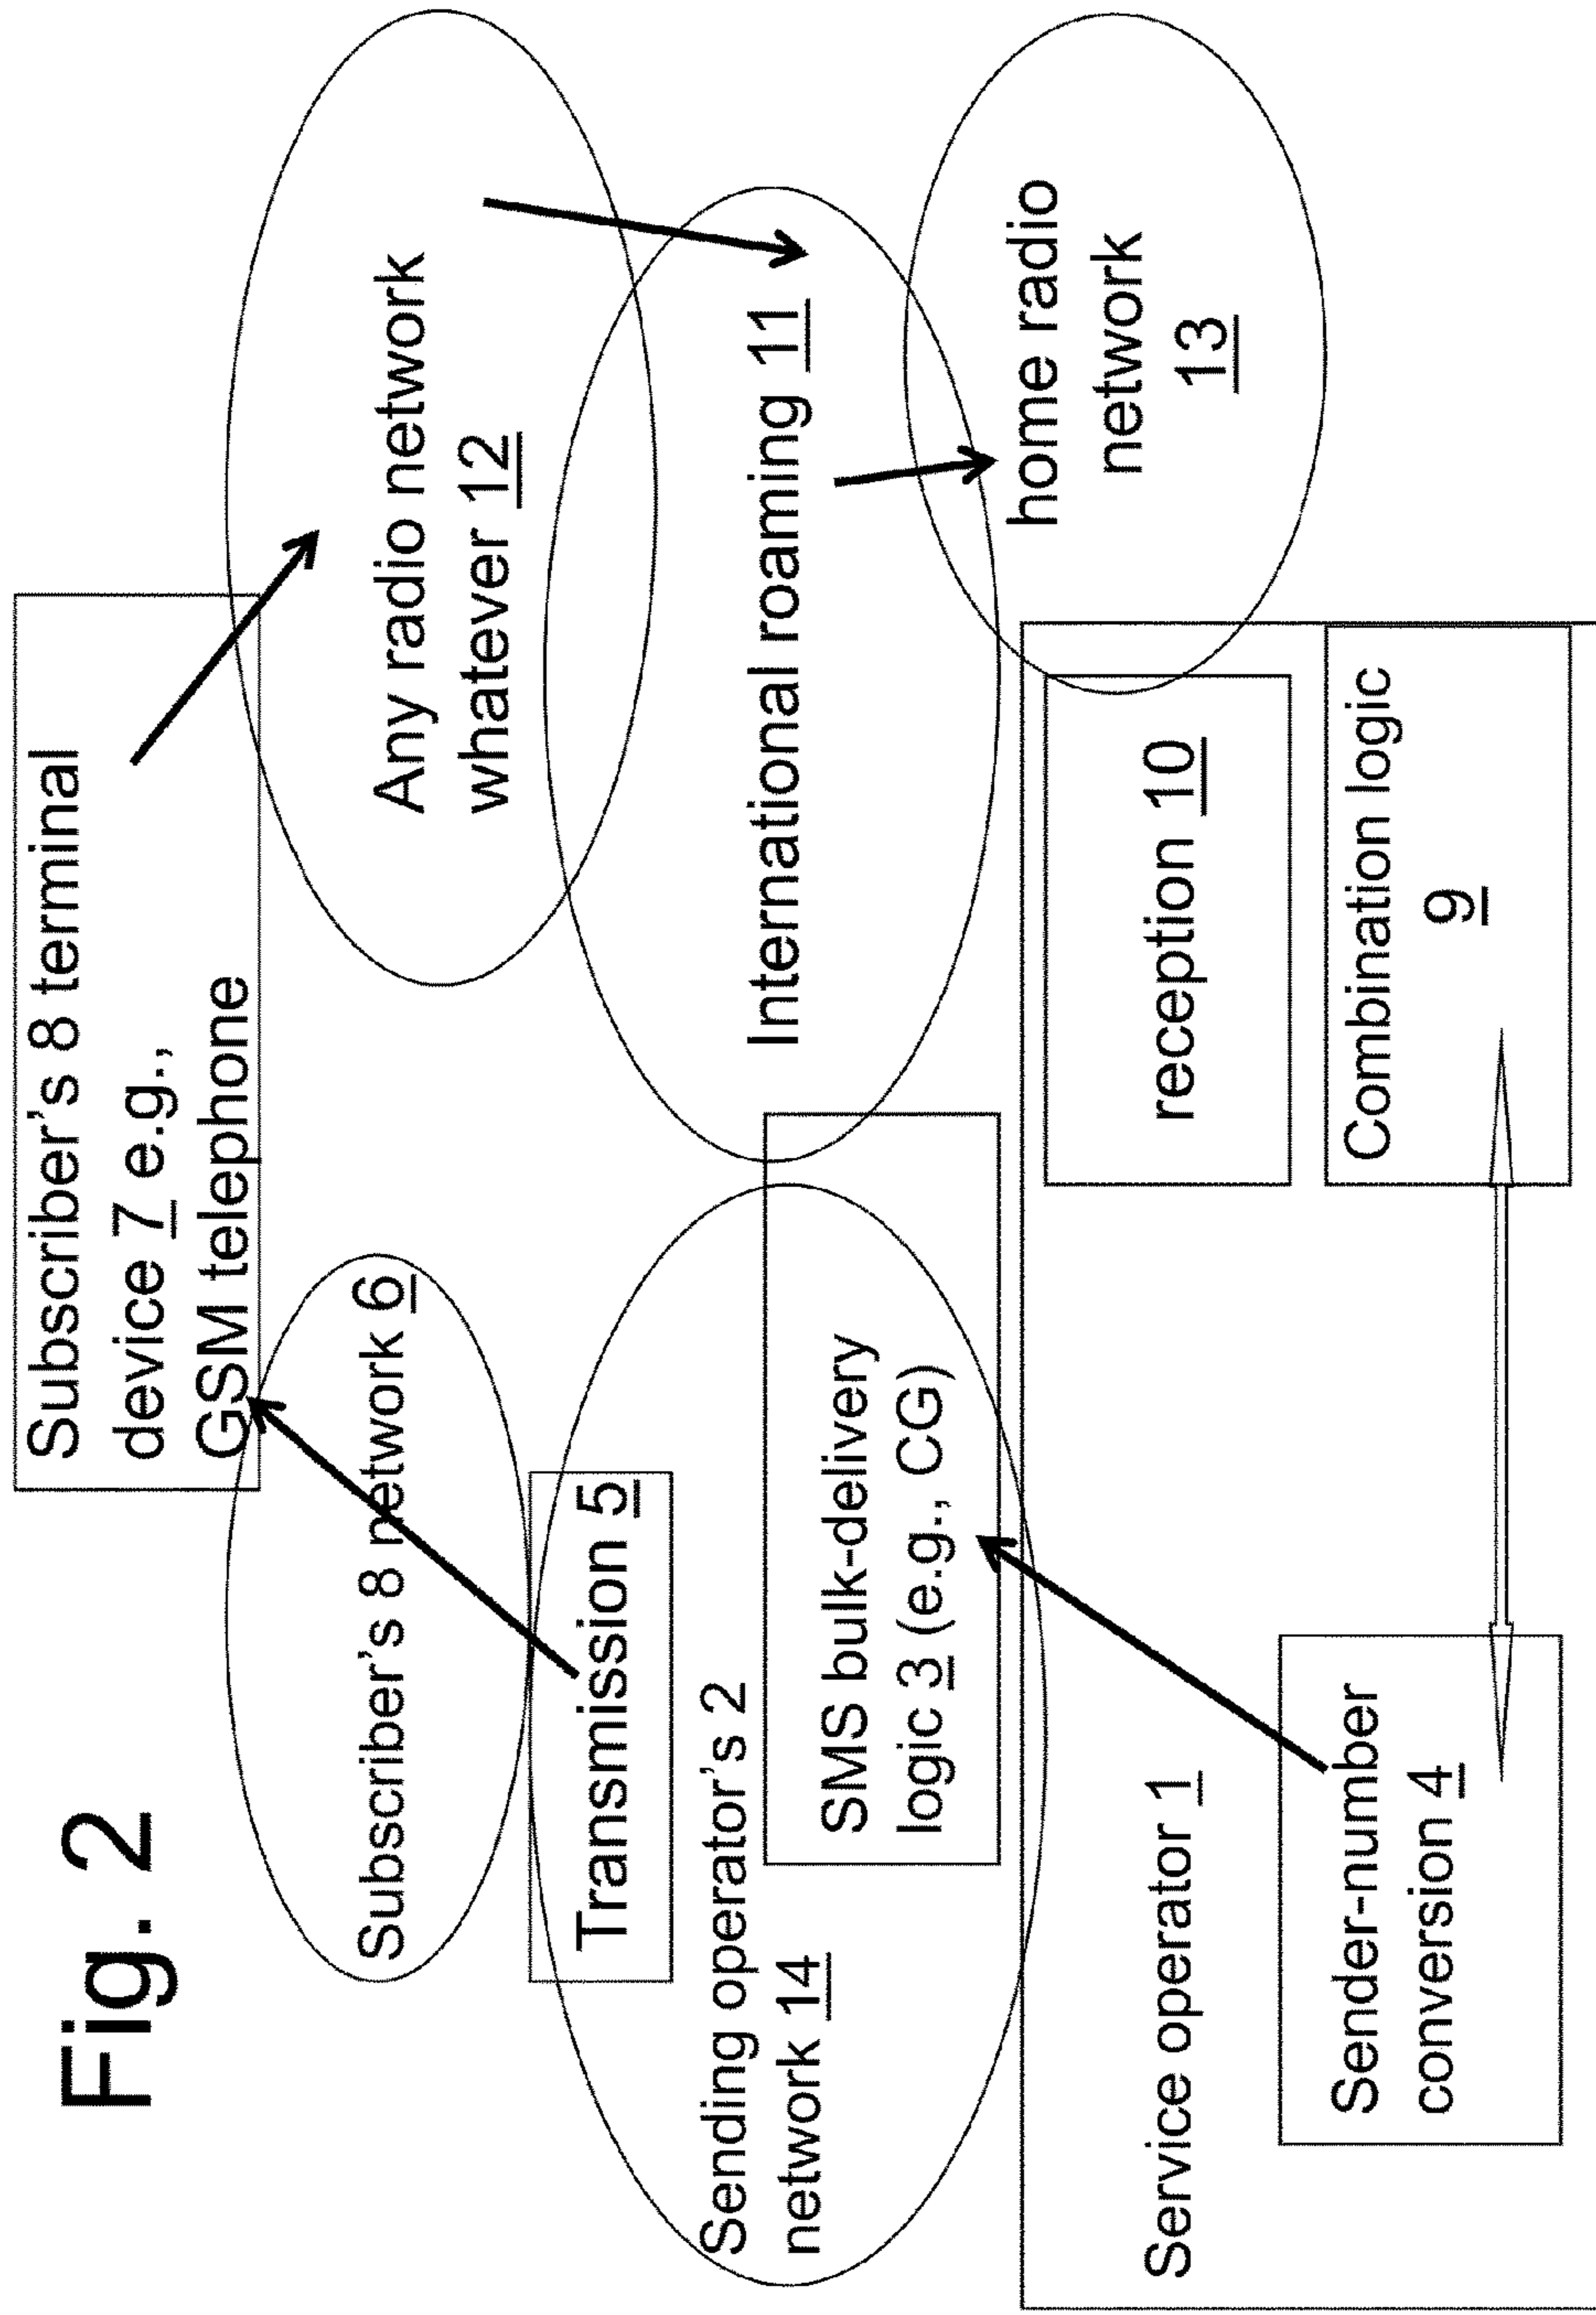 Fig. 2
Subscriber's 8 terminal
device 7 e.g.,
GSM telephone
Subscriber's 8 network 6
Any radio network
whatever 12
Transmission 5
Sending operator's 2
network 14
SMS bulk-delivery
logic 3 (e.g., CG)
International roaming 11
home radio
network
13
Service operator 1
reception 10
Sender-number
conversion 4
Combination logic
9